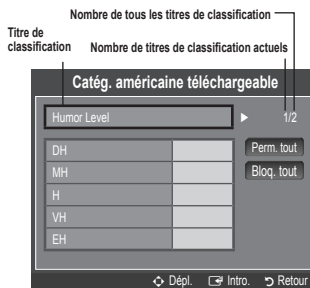 Nombre de tous les titres de classification
Titre de
classification
Nombre de titres de classification actuels
Catég. américaine téléchargeable
Humor Level
► 1/2
DH
Perm. tout
MH
Bloq. tout
H
VH
EH
Dépl. Intro. Retour